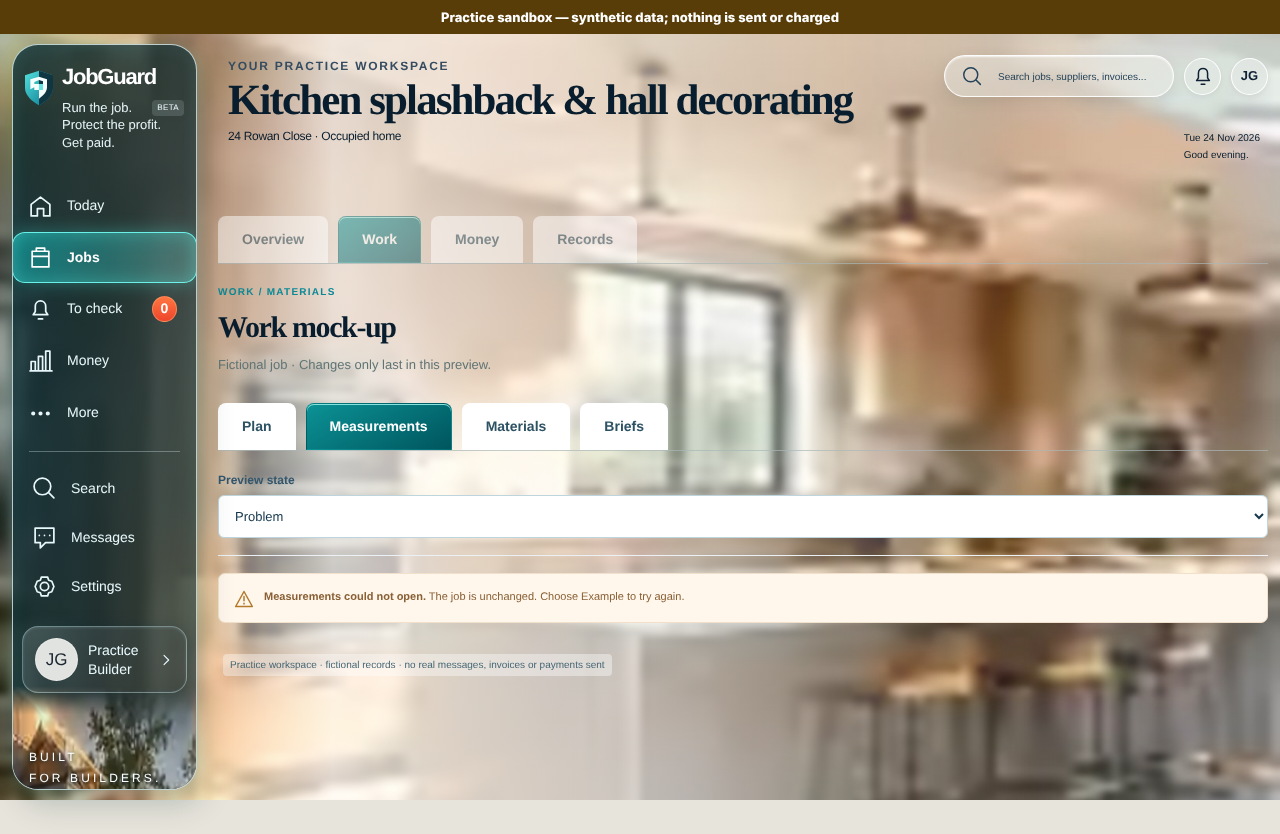 Practice sandbox — synthetic data; nothing is sent or charged
JobGuard
Run the job.
BETA
Protect the profit.
Get paid.
Today
Jobs
To check
0
Money
More
Search
Messages
Settings
JG
Practice
Builder
BUILT
FOR BUILDERS.
YOUR PRACTICE WORKSPACE
Kitchen splashback & hall decorating
24 Rowan Close · Occupied home
Search jobs, suppliers, invoices...
JG
Tue 24 Nov 2026
Good evening.
Overview
Work
Money
Records
WORK / MATERIALS
Work mock-up
Fictional job · Changes only last in this preview.
Plan
Measurements
Materials
Briefs
Preview state
Problem
Measurements could not open. The job is unchanged. Choose Example to try again.
Practice workspace · fictional records · no real messages, invoices or payments sent